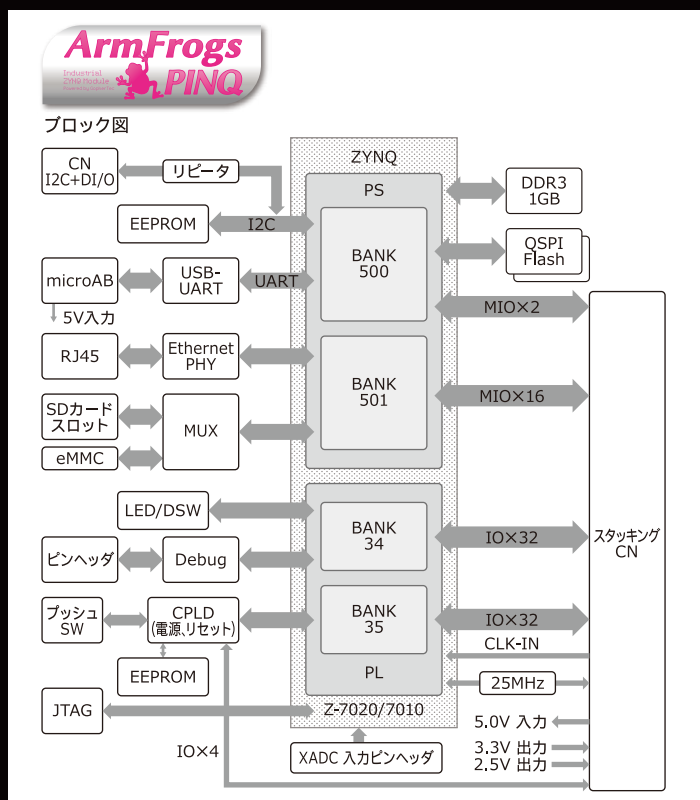 ArmFrogs
Industrial
ZYNQ Module
PINQ
ブロック図
ZYNQ
CN
I2C+DI/O
リピータ
PS
DDR3
1GB
EEPROM
I2C
BANK
500
QSPI
Flash
microAB
USB-
UART
UART
5V入力
MIO×2
RJ45
Ethernet
PHY
BANK
501
MIO×16
SDカード
スロット
MUX
eMMC
LED/DSW
BANK
34
IO×32
スタッキング
CN
ピンヘッダ
Debug
プッシュ
SW
CPLD
(電源、リセット)
BANK
35
IO×32
CLK-IN
EEPROM
PL
25MHz
JTAG
Z-7020/7010
5.0V 入力
IO×4
XADC 入力ピンヘッダ
3.3V 出力
2.5V 出力